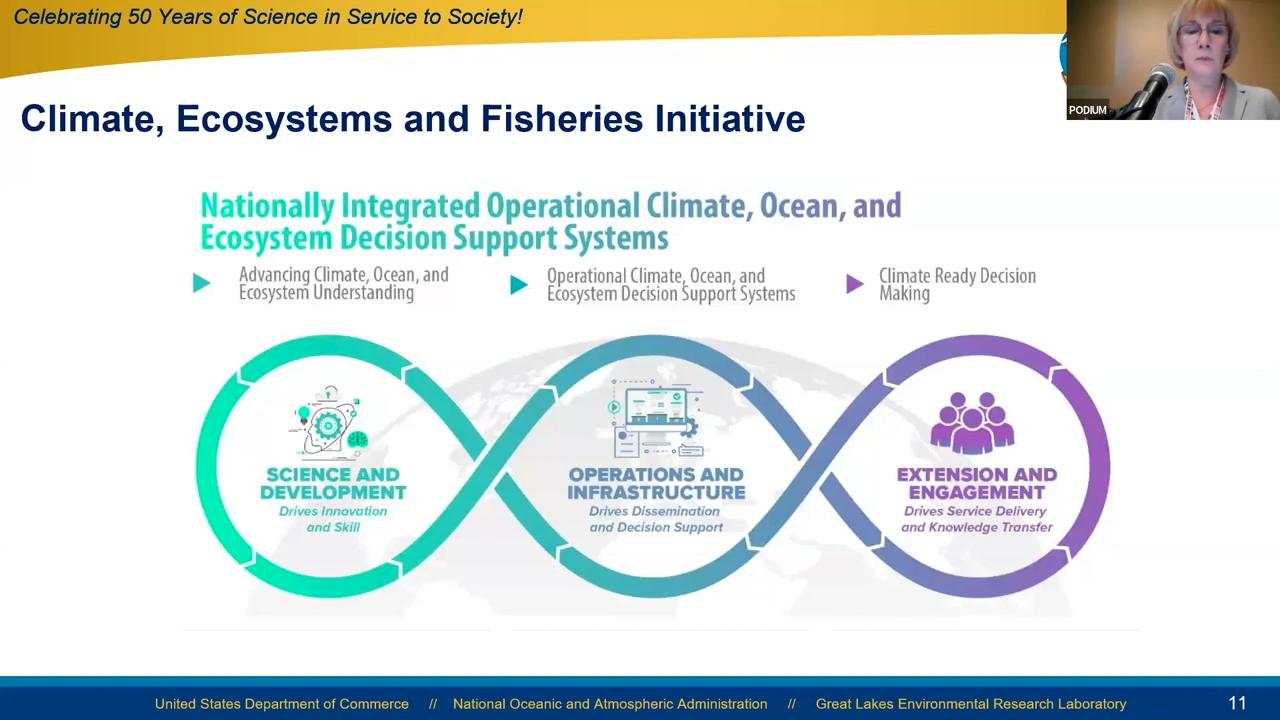 Celebrating 50 Years of Science in Service to Society!
PODIUM
Climate, Ecosystems and Fisheries Initiative
Nationally Integrated Operational Climate, Ocean, and
Ecosystem Decision Support Systems
Advancing Climate, Ocean, and
Ecosystem Understanding
Operational Climate, Ocean, and
Ecosystem Decision Support Systems
Climate Ready Decision
Making
SCIENCE AND
DEVELOPMENT
Drives Innovation
and Skill
OPERATIONS AND
INFRASTRUCTURE
Drives Dissemination
and Decision Support
EXTENSION AND
ENGAGEMENT
Drives Service Delivery
and Knowledge Transfer
United States Department of Commerce // National Oceanic and Atmospheric Administration // Great Lakes Environmental Research Laboratory 11